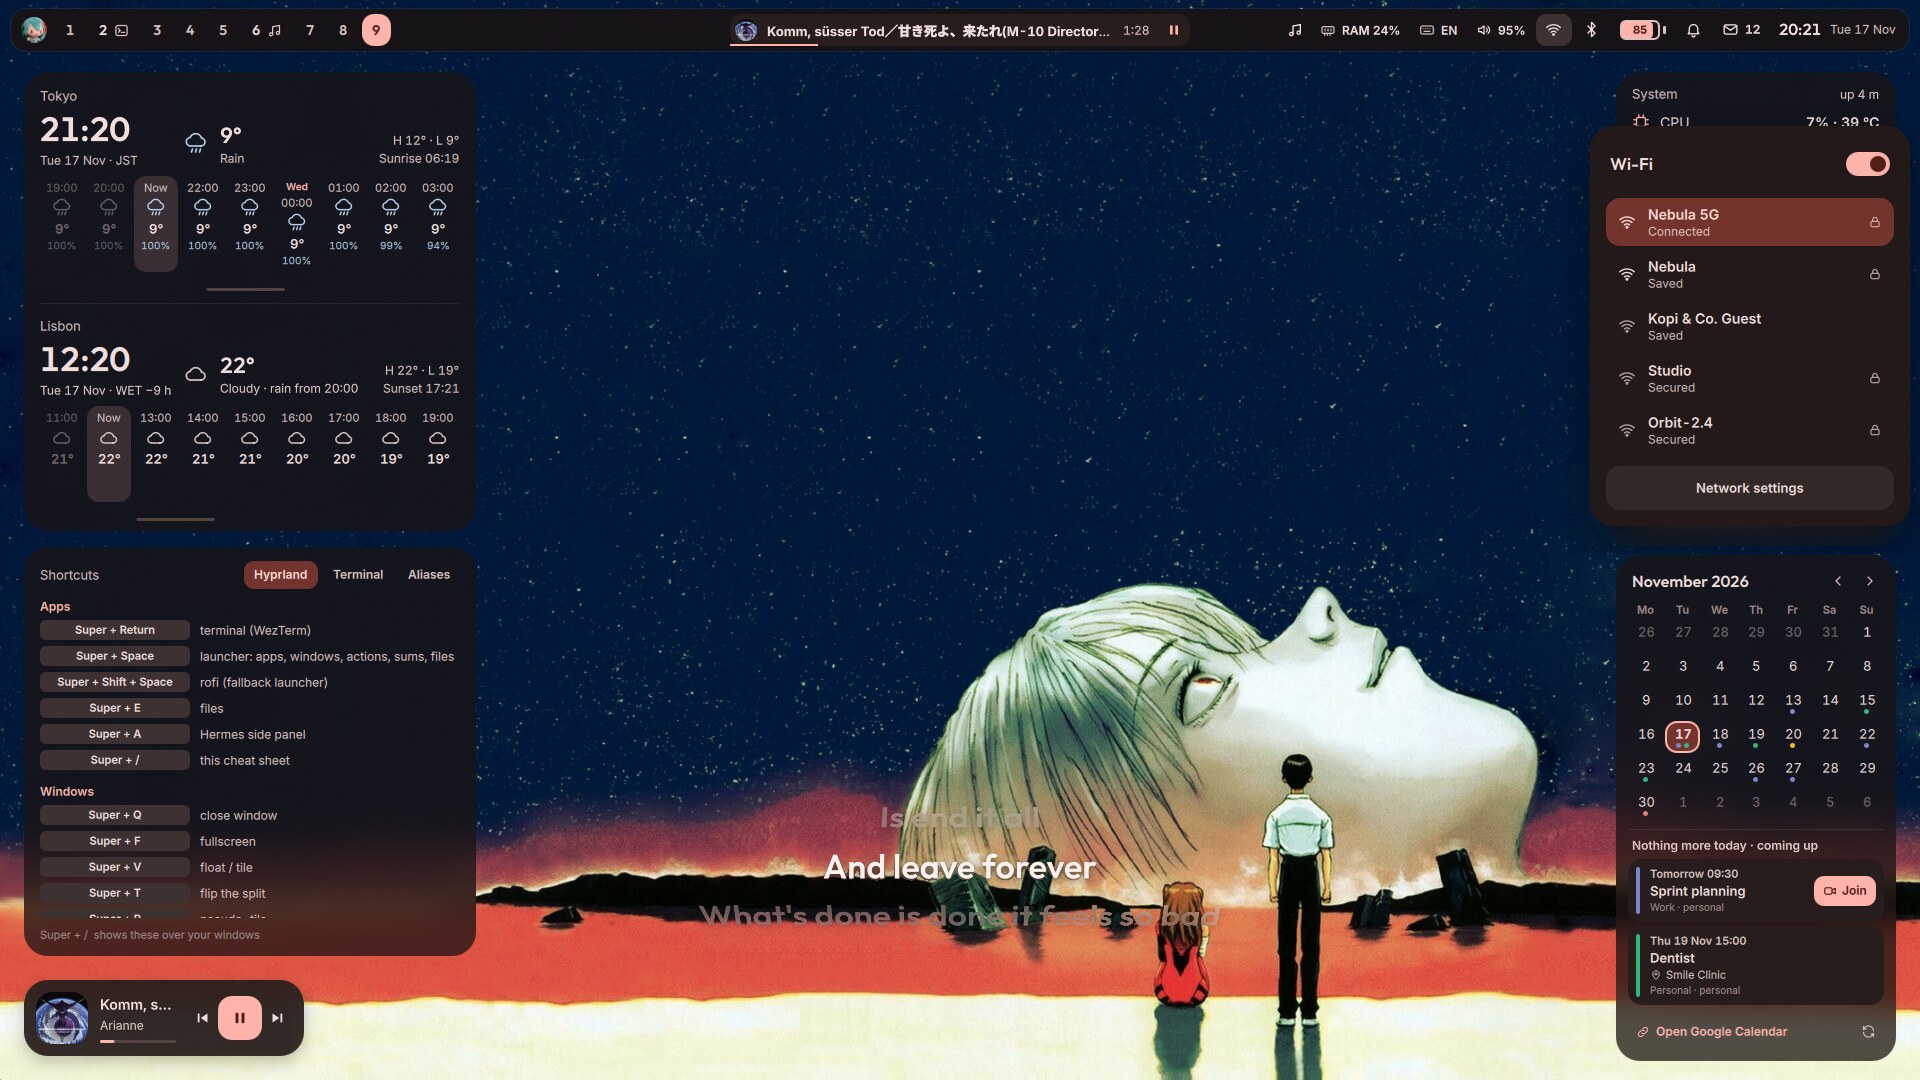 1 2 3 4 5 6 7 8 9
Komm, süsser Tod／甘き死よ、来たれ(M-10 Director... 1:28
RAM 24% EN 95% 85 12 20:21 Tue 17 Nov
Tokyo
21:20
Tue 17 Nov · JST
9°
Rain
H 12° · L 9°
Sunrise 06:19
19:00 20:00 Now 22:00 23:00 Wed 00:00 01:00 02:00 03:00
9° 9° 9° 9° 9° 9° 9° 9° 9°
100% 100% 100% 100% 100% 100% 100% 99% 94%
Lisbon
12:20
Tue 17 Nov · WET −9 h
22°
Cloudy · rain from 20:00
H 22° · L 19°
Sunset 17:21
11:00 Now 13:00 14:00 15:00 16:00 17:00 18:00 19:00
21° 22° 22° 21° 21° 20° 20° 19° 19°
Shortcuts Hyprland Terminal Aliases
Apps
Super + Return terminal (WezTerm)
Super + Space launcher: apps, windows, actions, sums, files
Super + Shift + Space rofi (fallback launcher)
Super + E files
Super + A Hermes side panel
Super + / this cheat sheet
Windows
Super + Q close window
Super + F fullscreen
Super + V float / tile
Super + T flip the split
Super + / shows these over your windows
Komm, s...
Arianne
Is end it all
And leave forever
What's done is done it feels so bad
System up 4 m
CPU 7% · 39 °C
Wi-Fi
Nebula 5G
Connected
Nebula
Saved
Kopi & Co. Guest
Saved
Studio
Secured
Orbit-2.4
Secured
Network settings
November 2026
Mo Tu We Th Fr Sa Su
26 27 28 29 30 31 1
2 3 4 5 6 7 8
9 10 11 12 13 14 15
16 17 18 19 20 21 22
23 24 25 26 27 28 29
30 1 2 3 4 5 6
Nothing more today · coming up
Tomorrow 09:30
Sprint planning
Work · personal
Join
Thu 19 Nov 15:00
Dentist
Smile Clinic
Personal · personal
Open Google Calendar